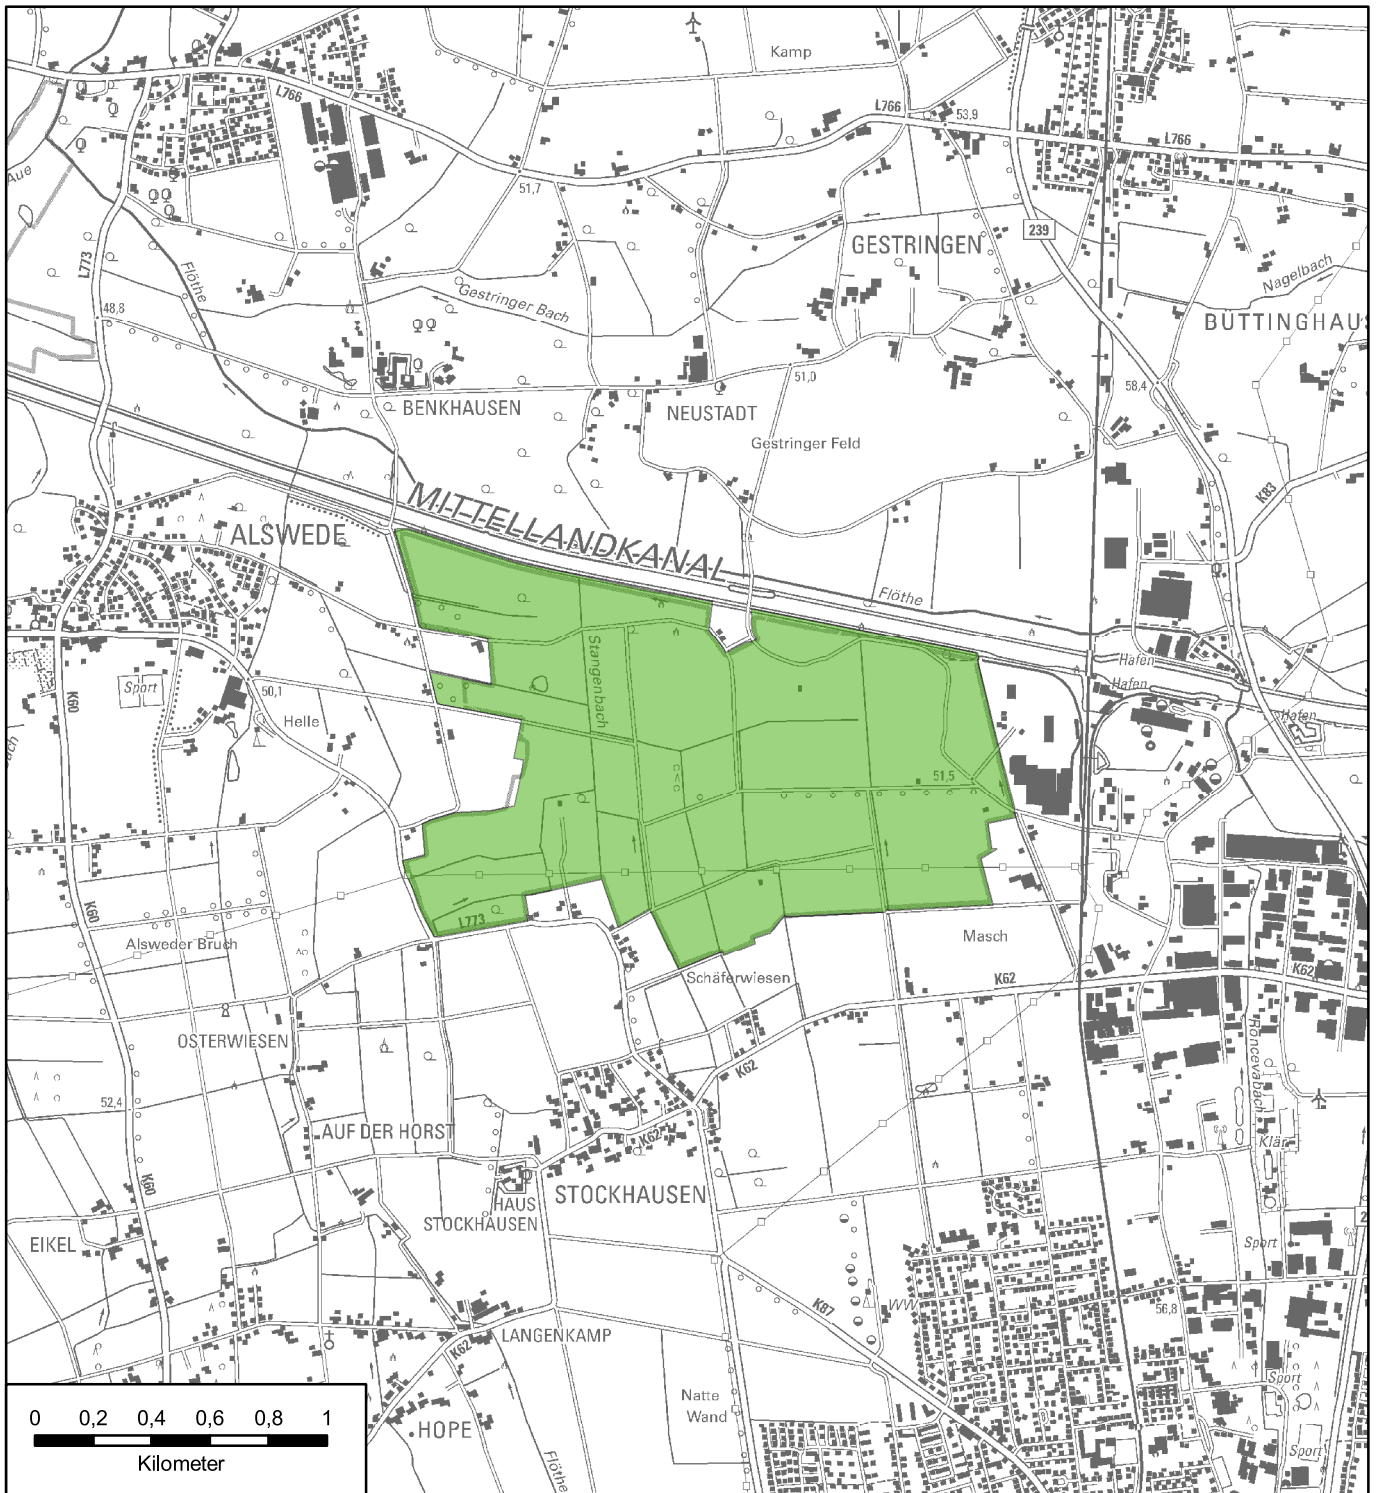 Kamp
L766
L766
53,9
L766
Aue
51,7
239
GESTRINGEN
L773
Flöthe
Nagelbach
Gestringer Bach
48,8
BÜTTINGHAUS
51,0
58,4
BENKHAUSEN
NEUSTADT
Gestringer Feld
K83
MITTELLANDKANAL
ALSWEDE
Flöthe
Stangenbach
Hafen
Hafen
Sport
50,1
K60
Helle
Hafen
51,5
K60
L773
Alsweder Bruch
Masch
Schäferwiesen
K62
K62
OSTERWIESEN
Röncevabach
K62
52,4
AUF DER HORST
K62
Klär
K60
HAUS
STOCKHAUSEN
STOCKHAUSEN
EIKEL
Sport
K87
WW
56,8
LANGENKAMP
K62
Sport
Natte
Wand
0 0,2 0,4 0,6 0,8 1
Kilometer
HOPE
Flöthe
Sport